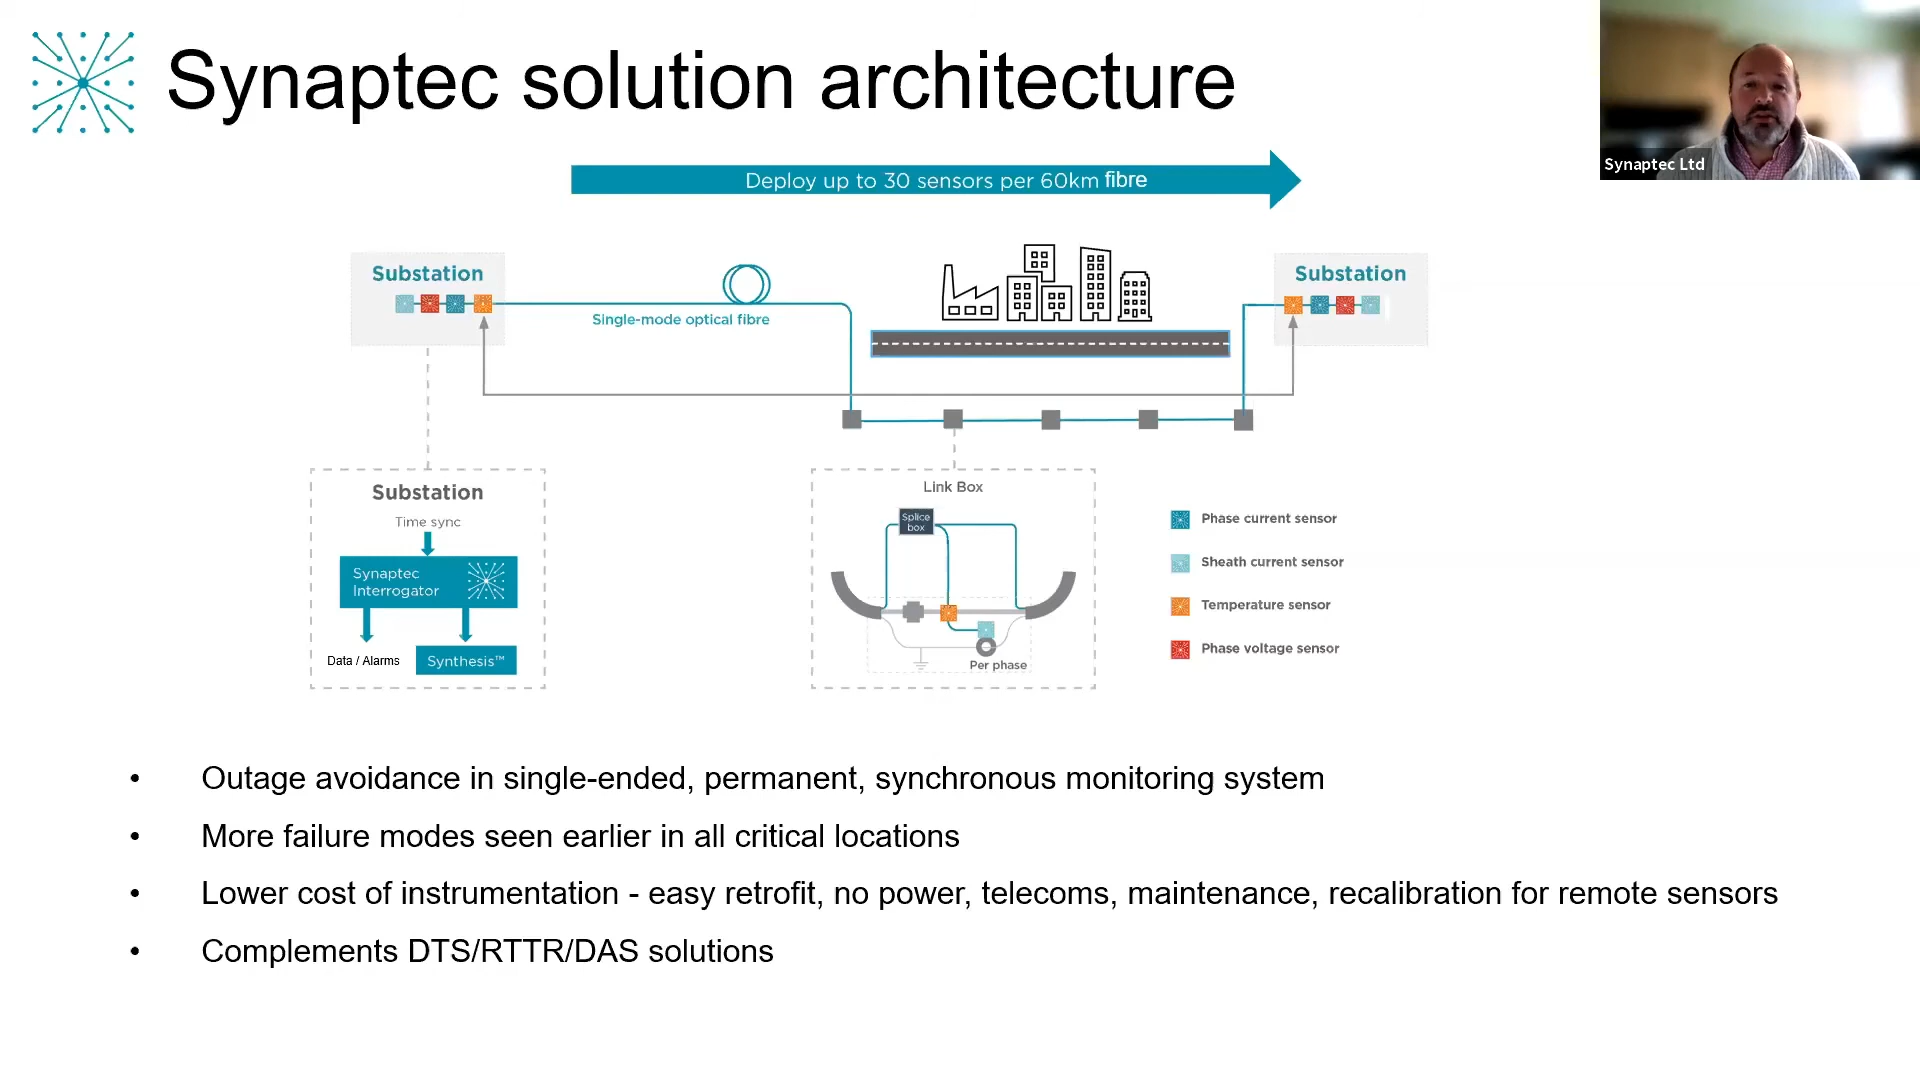 Synaptec solution architecture
Synaptec Ltd
Deploy up to 30 sensors per 60km fibre
Substation
Substation
Single-mode optical fibre
Substation
Time sync
Synaptec
Interrogator
Data / Alarms
Synthesis™
Link Box
Splice
box
Per phase
Phase current sensor
Sheath current sensor
Temperature sensor
Phase voltage sensor
• Outage avoidance in single-ended, permanent, synchronous monitoring system
• More failure modes seen earlier in all critical locations
• Lower cost of instrumentation - easy retrofit, no power, telecoms, maintenance, recalibration for remote sensors
• Complements DTS/RTTR/DAS solutions